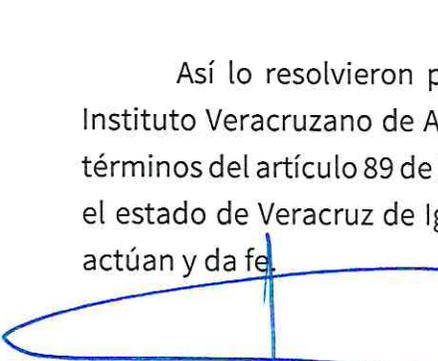 Así lo resolvieron
Instituto Veracruzano de
términos del artículo 89 de
el estado de Veracruz de
actúan y da fe.